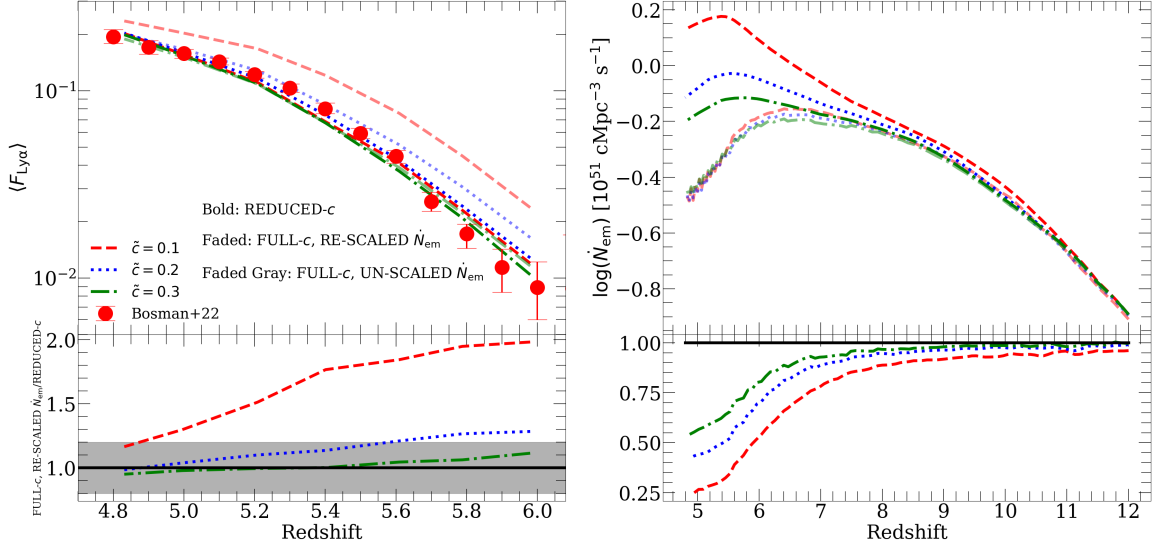 ⟨F_Lyα⟩
10⁻¹
10⁻²
Bold: REDUCED-c
Faded: FULL-c, RE-SCALED Ṅ_em
Faded Gray: FULL-c, UN-SCALED Ṅ_em
c̃ = 0.1
c̃ = 0.2
c̃ = 0.3
Bosman+22
FULL-c, RE-SCALED Ṅ_em/REDUCED-c
2.0
1.5
1.0
4.8 5.0 5.2 5.4 5.6 5.8 6.0
Redshift
log(Ṅ_em) [10⁵¹ cMpc⁻³ s⁻¹]
0.2
0.0
−0.2
−0.4
−0.6
−0.8
1.00
0.75
0.50
0.25
5 6 7 8 9 10 11 12
Redshift